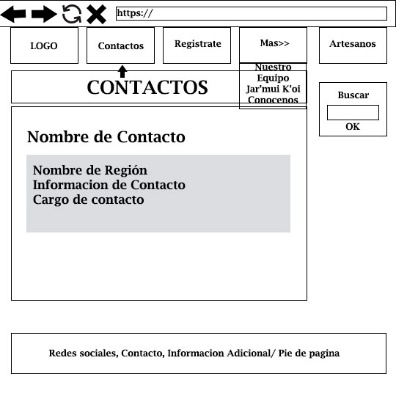 https://
LOGO
Contactos
Registrate
Mas>>
Artesanos
Nuestro
Equipo
Jar'mui K'oi
Conocenos
CONTACTOS
Buscar
OK
Nombre de Contacto
Nombre de Región
Informacion de Contacto
Cargo de contacto
Redes sociales, Contacto, Informacion Adicional/ Pie de pagina